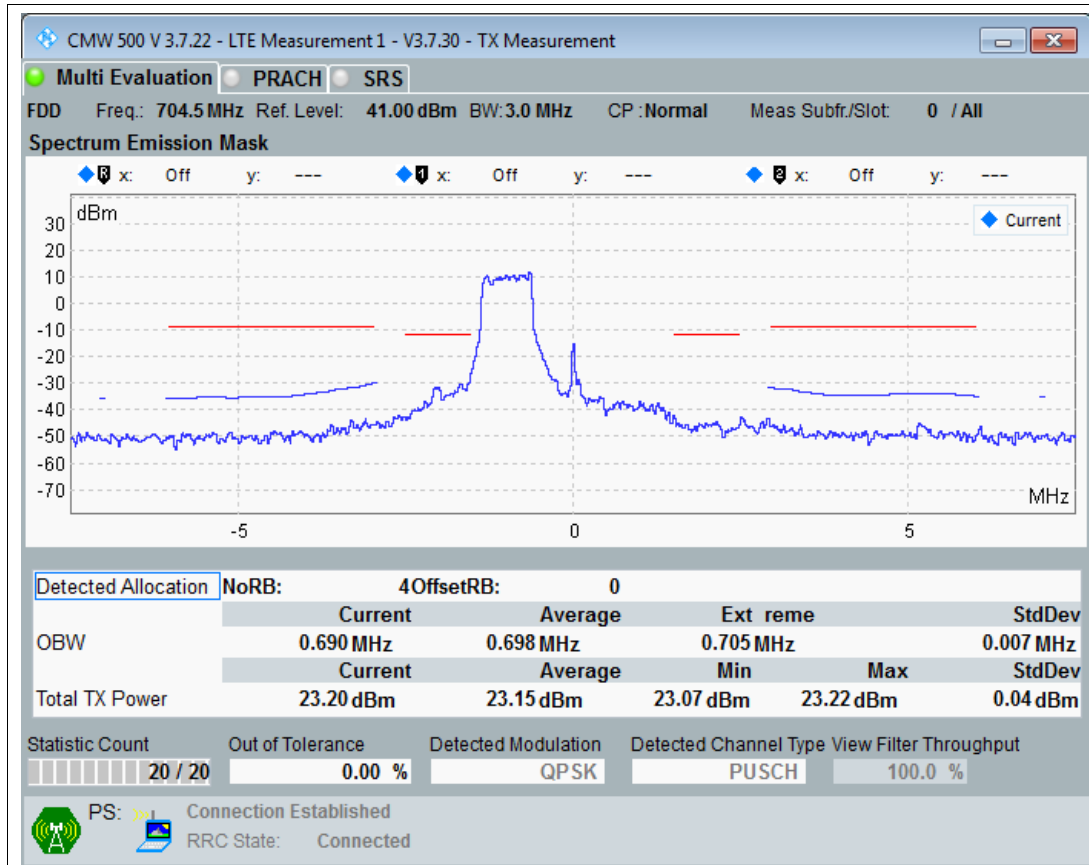 CMW 500 V 3.7.22 - LTE Measurement 1 - V3.7.30 - TX Measurement
Multi Evaluation PRACH SRS
FDD Freq.: 704.5 MHz Ref. Level: 41.00 dBm BW: 3.0 MHz CP : Normal Meas Subfr./Slot: 0 / All
Spectrum Emission Mask
R x: Off y: --- 1 x: Off y: --- 2 x: Off y: ---
dBm
Current
30
20
10
0
-10
-20
-30
-40
-50
-60
-70
MHz
-5 0 5
Detected Allocation NoRB: 4 OffsetRB: 0
Current Average Ext reme StdDev
OBW 0.690 MHz 0.698 MHz 0.705 MHz 0.007 MHz
Current Average Min Max StdDev
Total TX Power 23.20 dBm 23.15 dBm 23.07 dBm 23.22 dBm 0.04 dBm
Statistic Count Out of Tolerance Detected Modulation Detected Channel Type View Filter Throughput
20 / 20 0.00 % QPSK PUSCH 100.0 %
PS: Connection Established
RRC State: Connected